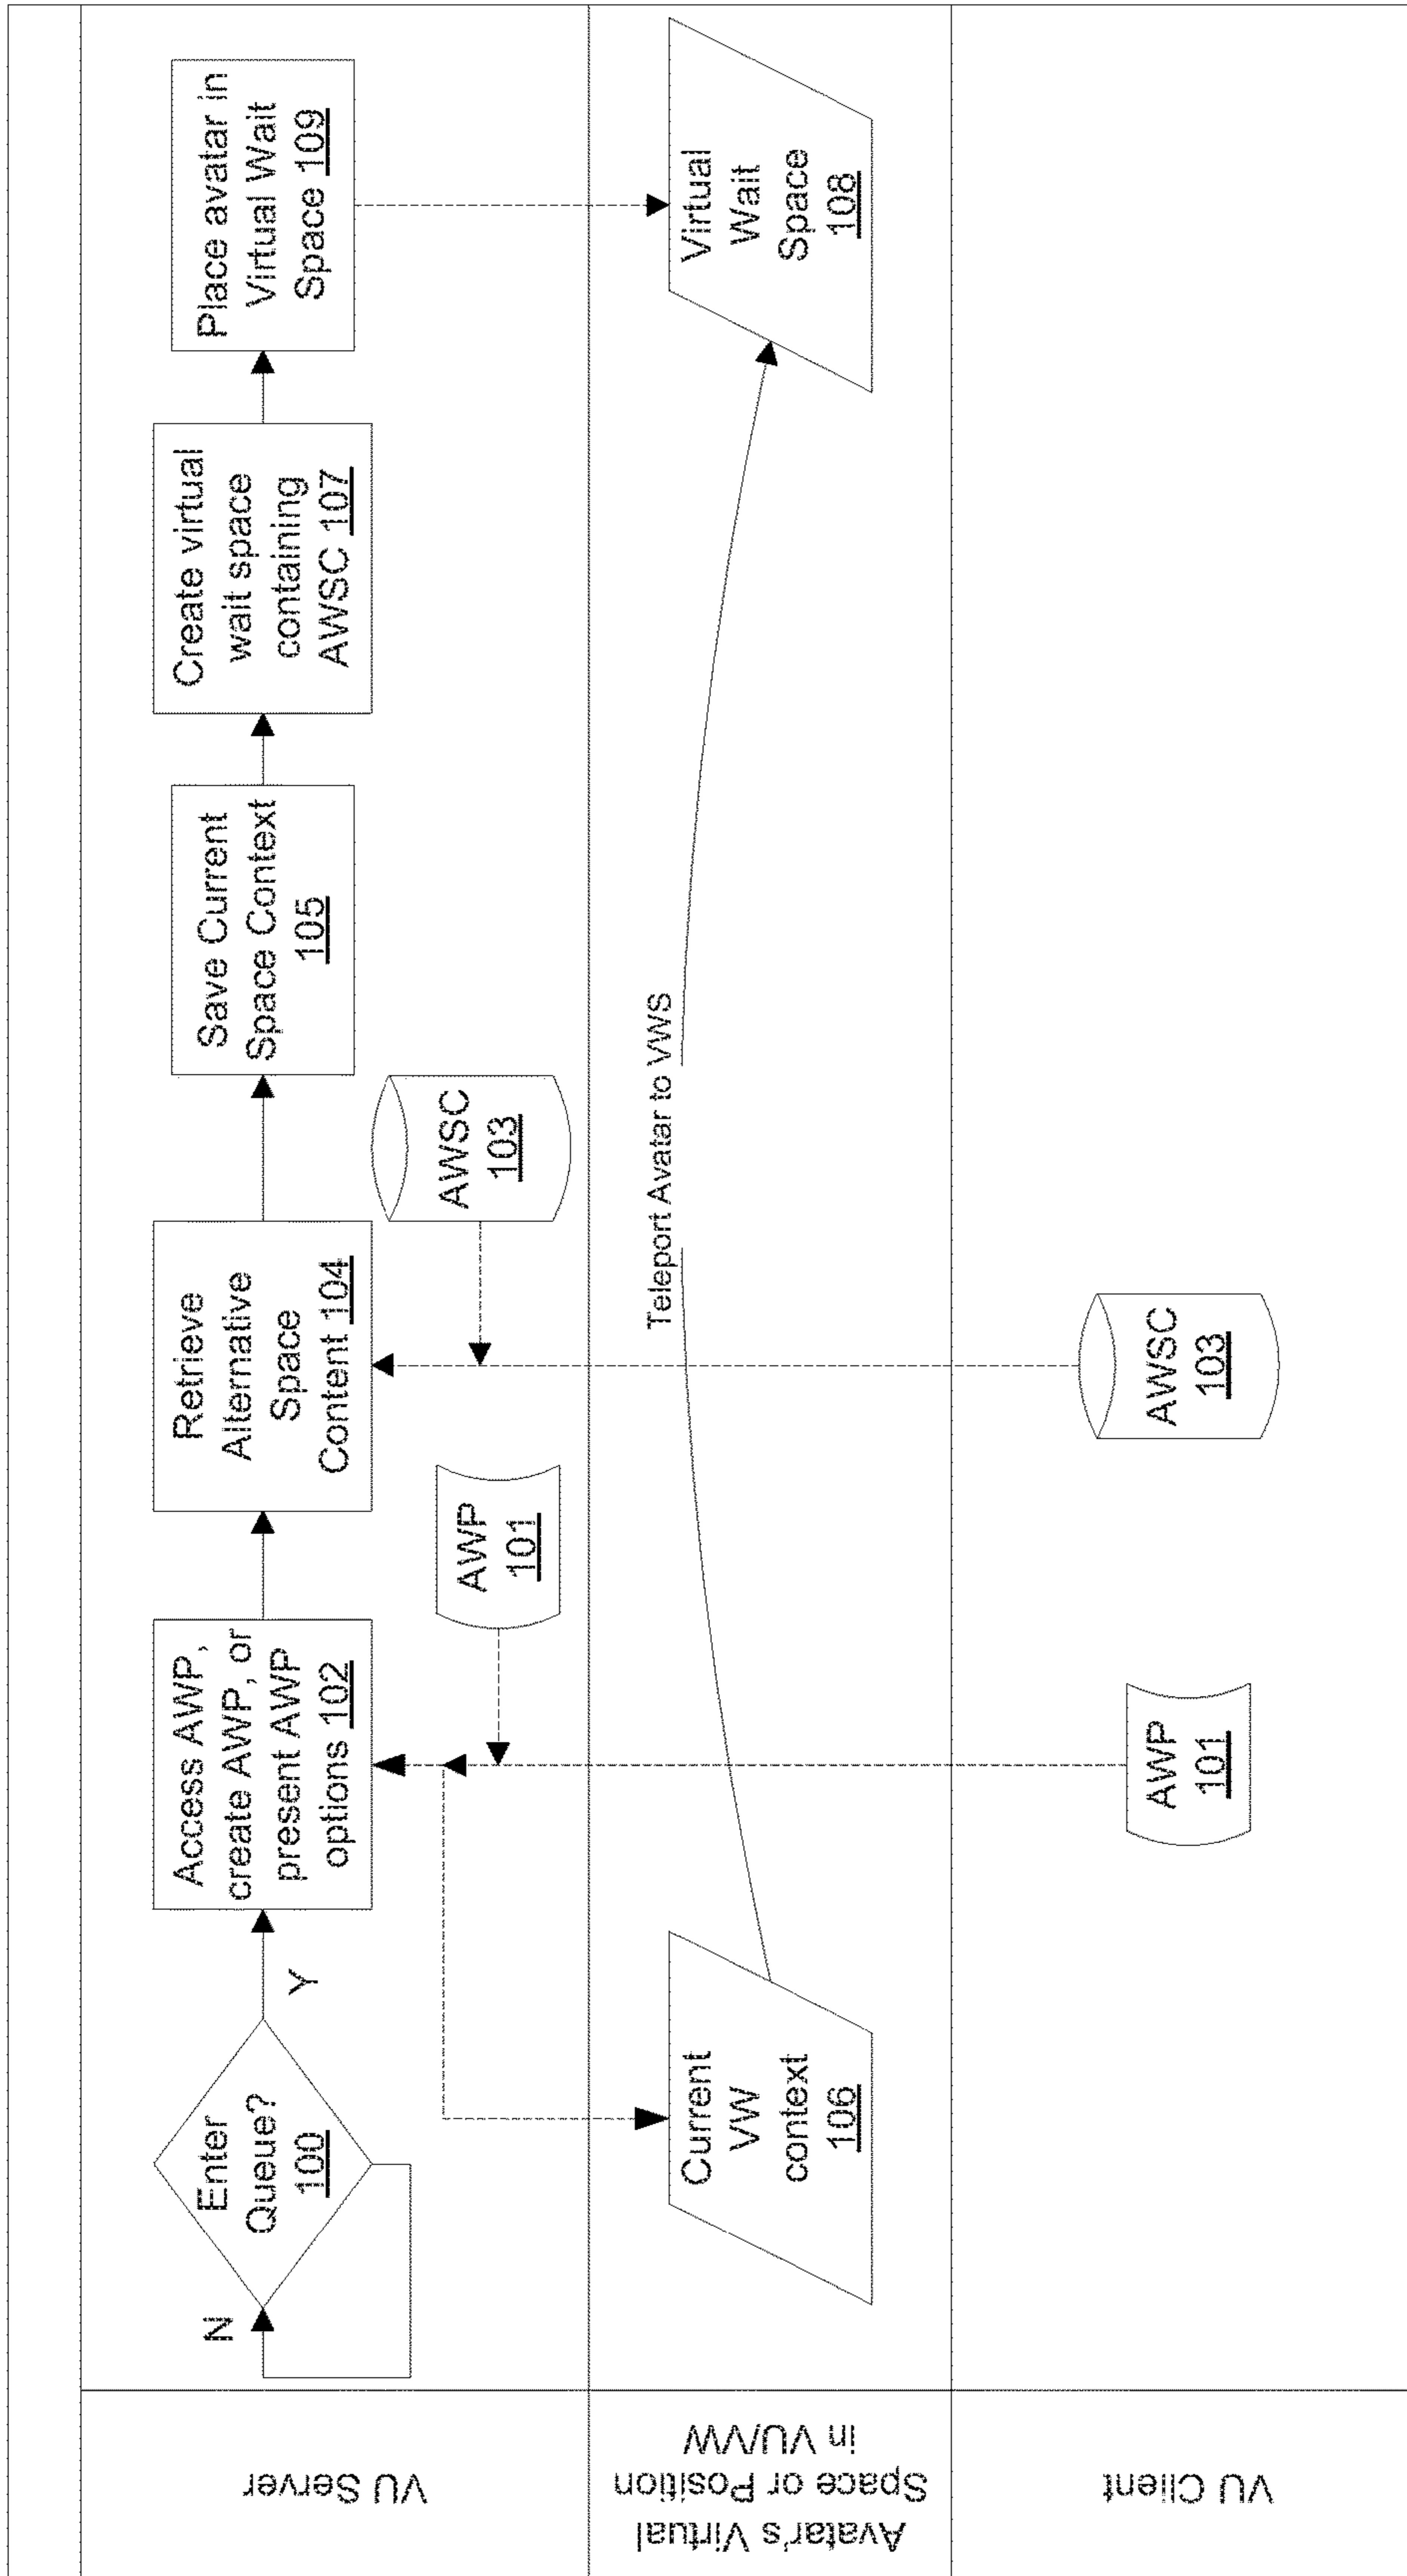 VU Server
Enter
Queue?
100
N
Y
Access AWP,
create AWP, or
present AWP
options 102
AWP
101
Retrieve
Alternative
Space
Content 104
AWSC
103
Save Current
Space Context
105
Create virtual
wait space
containing
AWSC 107
Place avatar in
Virtual Wait
Space 109
Avatar's Virtual
Space or Position
in VU/VW
Current
VW
context
106
Teleport Avatar to VWS
Virtual
Wait
Space
108
VU Client
AWP
101
AWSC
103